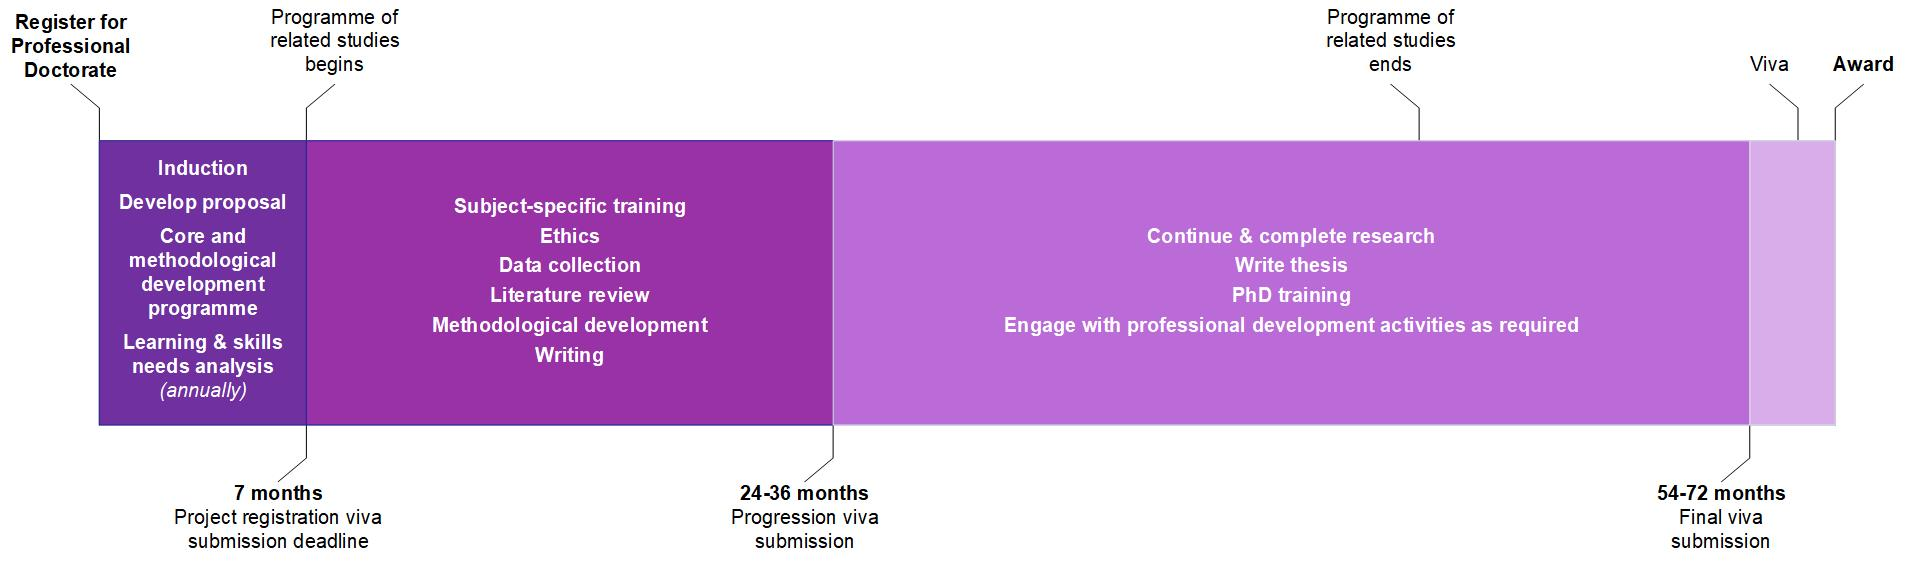 Register for
Professional
Doctorate
Programme of
related studies
begins
Programme of
related studies
ends
Viva
Award
Induction
Develop proposal
Core and
methodological
development
programme
Learning & skills
needs analysis
(annually)
Subject-specific training
Ethics
Data collection
Literature review
Methodological development
Writing
Continue & complete research
Write thesis
PhD training
Engage with professional development activities as required
7 months
Project registration viva
submission deadline
24-36 months
Progression viva
submission
54-72 months
Final viva
submission